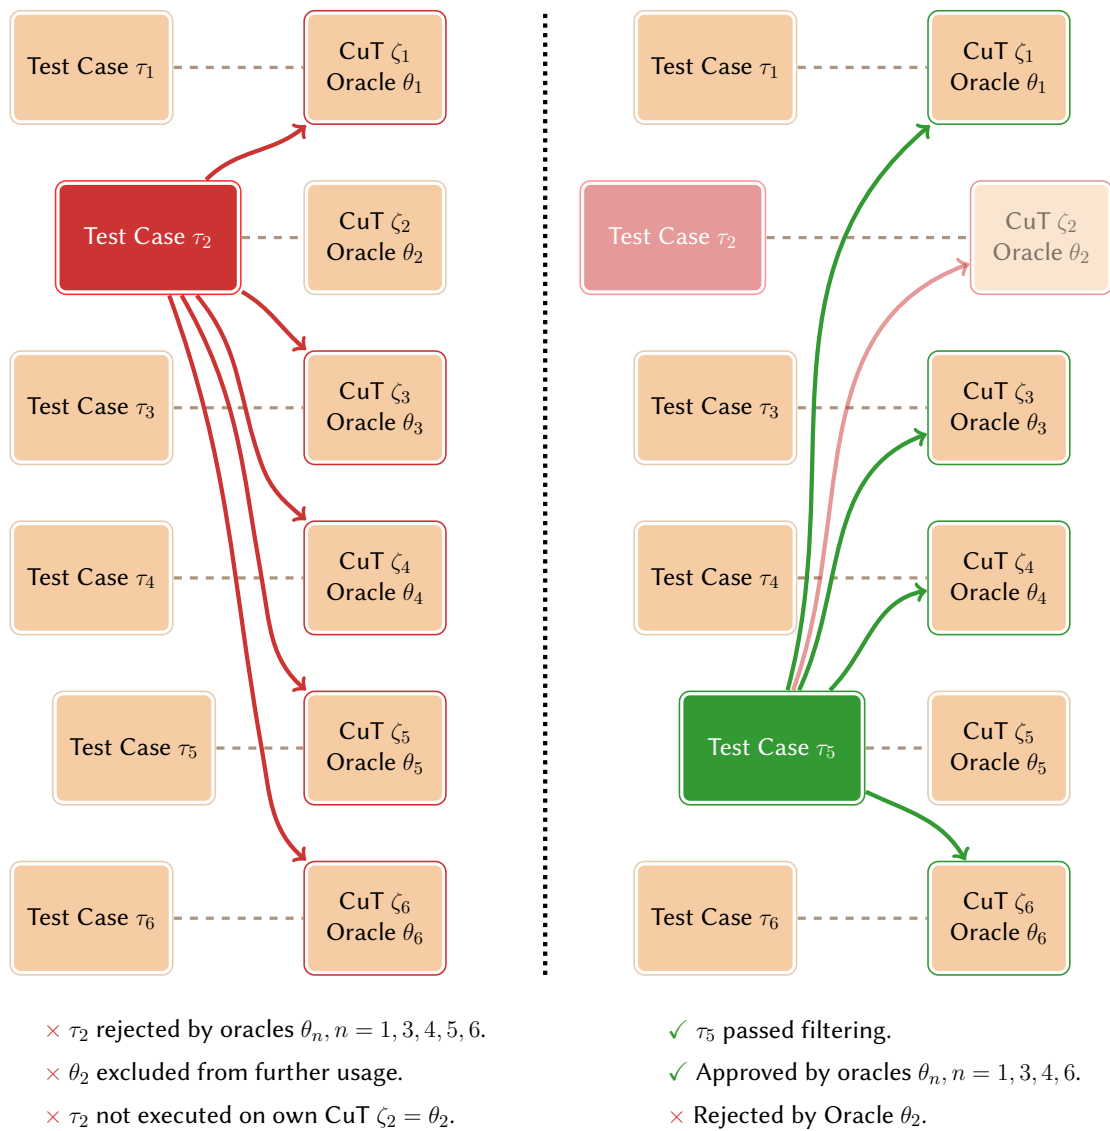 Test Case τ₁
CuT ζ₁
Oracle θ₁
Test Case τ₂
CuT ζ₂
Oracle θ₂
Test Case τ₃
CuT ζ₃
Oracle θ₃
Test Case τ₄
CuT ζ₄
Oracle θ₄
Test Case τ₅
CuT ζ₅
Oracle θ₅
Test Case τ₆
CuT ζ₆
Oracle θ₆
× τ₂ rejected by oracles θₙ, n = 1, 3, 4, 5, 6.
× θ₂ excluded from further usage.
× τ₂ not executed on own CuT ζ₂ = θ₂.
Test Case τ₁
CuT ζ₁
Oracle θ₁
Test Case τ₂
CuT ζ₂
Oracle θ₂
Test Case τ₃
CuT ζ₃
Oracle θ₃
Test Case τ₄
CuT ζ₄
Oracle θ₄
Test Case τ₅
CuT ζ₅
Oracle θ₅
Test Case τ₆
CuT ζ₆
Oracle θ₆
✓ τ₅ passed filtering.
✓ Approved by oracles θₙ, n = 1, 3, 4, 6.
× Rejected by Oracle θ₂.